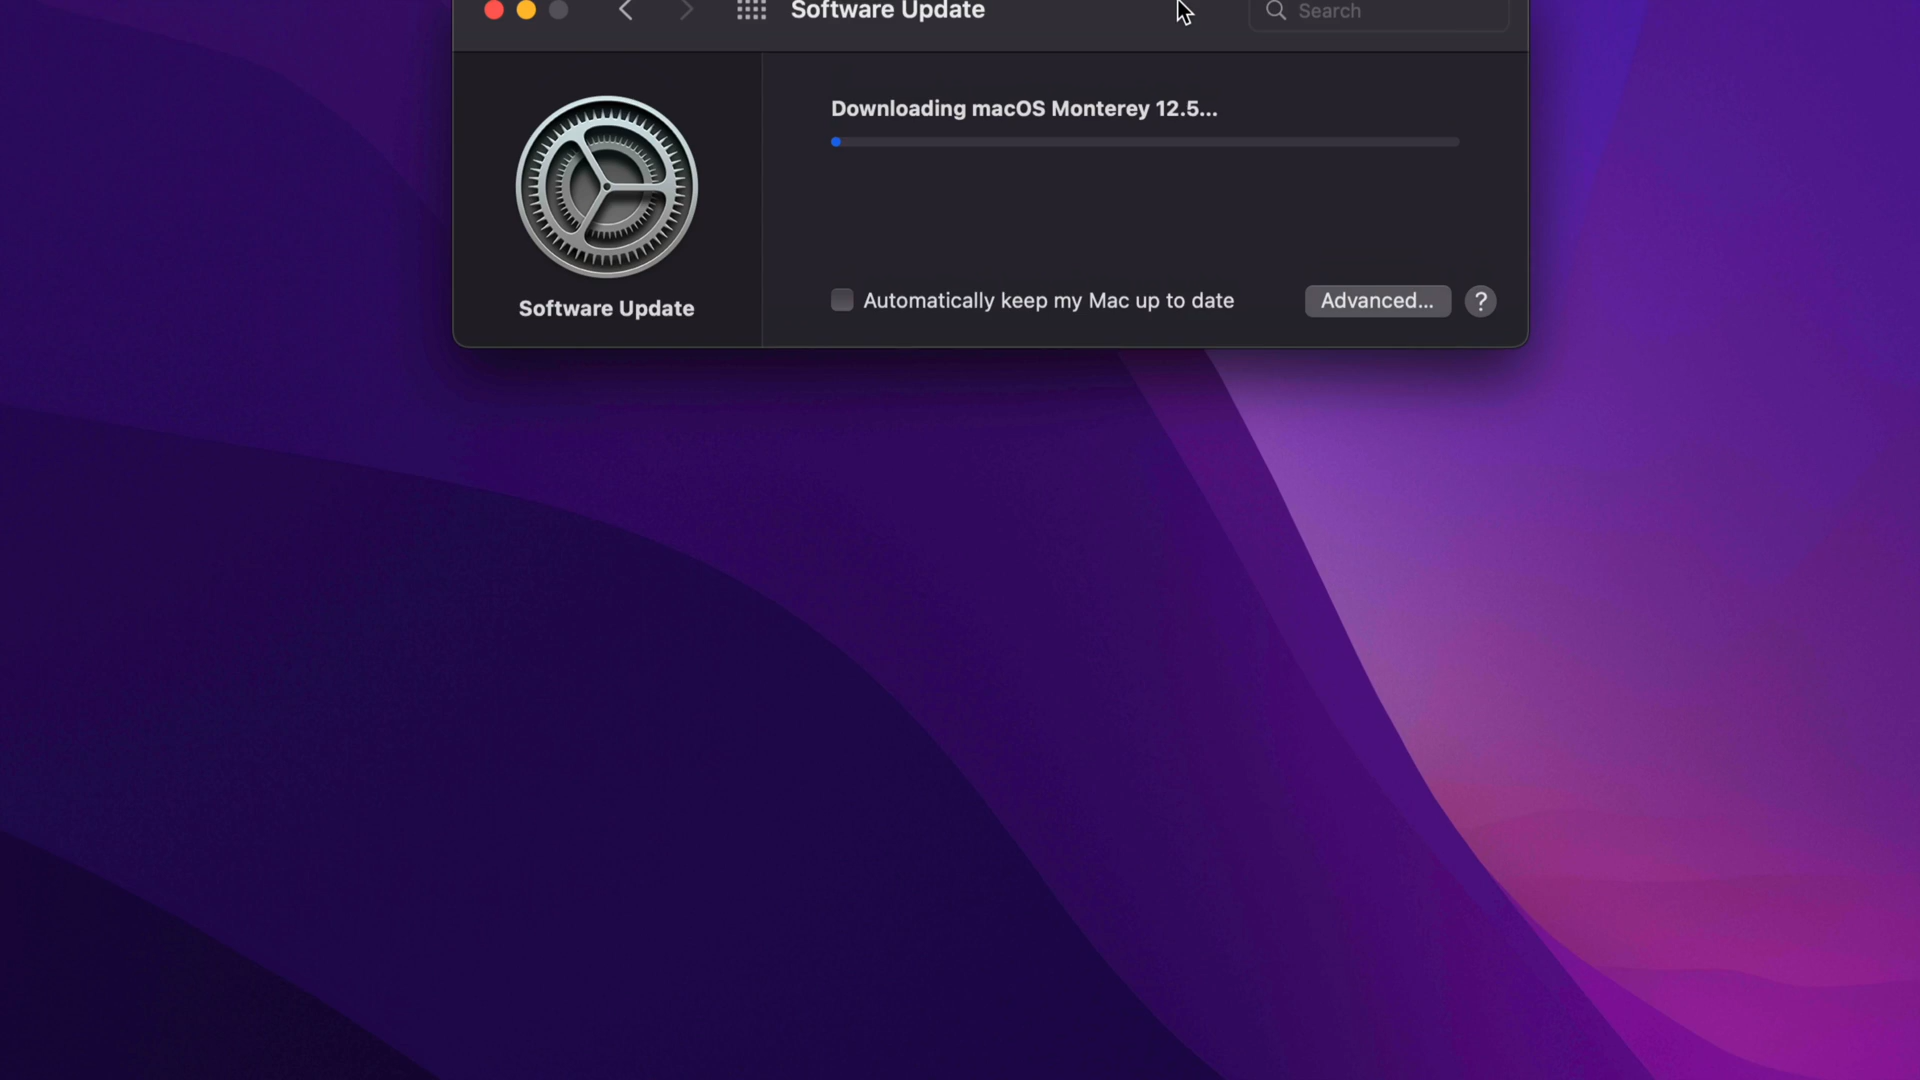 Software Update
Search
Downloading macOS Monterey 12.5...
Software Update
Automatically keep my Mac up to date
Advanced...
?